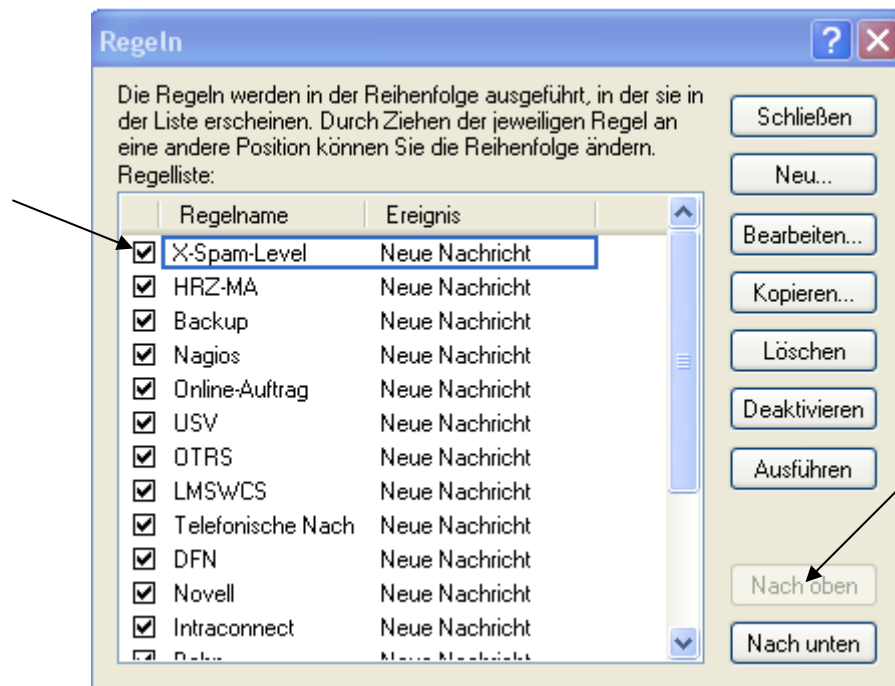 Regeln
Die Regeln werden in der Reihenfolge ausgeführt, in der sie in
der Liste erscheinen. Durch Ziehen der jeweiligen Regel an
eine andere Position können Sie die Reihenfolge ändern.
Regelliste:
Regelname Ereignis
X-Spam-Level Neue Nachricht
HRZ-MA Neue Nachricht
Backup Neue Nachricht
Nagios Neue Nachricht
Online-Auftrag Neue Nachricht
USV Neue Nachricht
OTRS Neue Nachricht
LMSWCS Neue Nachricht
Telefonische Nach Neue Nachricht
DFN Neue Nachricht
Novell Neue Nachricht
Intraconnect Neue Nachricht
Neue Nachricht
Schließen
Neu...
Bearbeiten...
Kopieren...
Löschen
Deaktivieren
Ausführen
Nach oben
Nach unten